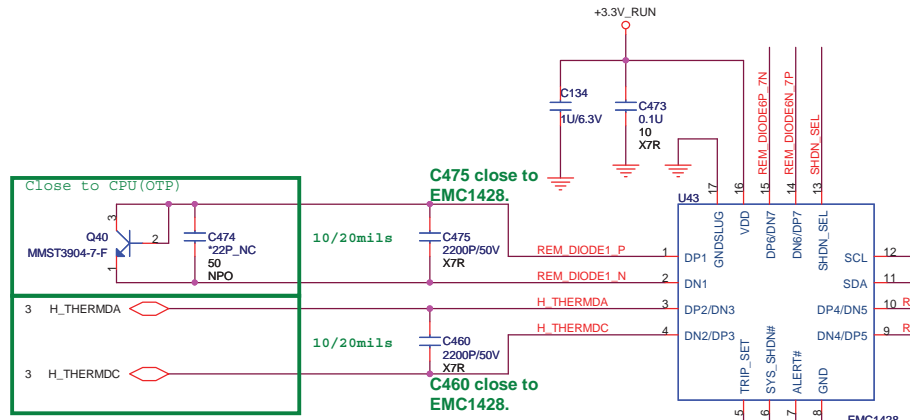 +3.3V_RUN
C134
1U/6.3V
C473
0.1U
10
X7R
REM_DIODE6P_7N
REM_DIODE6N_7P
SHDN_SEL
17
16
15
14
13
U43
GNDSLUG
VDD
DP6/DN7
DN6/DP7
SHDN_SEL
Close to CPU(OTP)
C475 close to
EMC1428.
3
Q40
MMST3904-7-F
2
1
C474
*22P_NC
50
NPO
10/20mils
C475
2200P/50V
X7R
REM_DIODE1_P
1
DP1
REM_DIODE1_N
2
DN1
SCL
12
SDA
11
3 H_THERMDA
H_THERMDA
3
DP2/DN3
DP4/DN5
10
R
H_THERMDC
4
DN2/DP3
DN4/DP5
9
R
10/20mils
C460
2200P/50V
X7R
3 H_THERMDC
C460 close to
EMC1428.
TRIP_SET
SYS_SHDN#
ALERT#
GND
5
6
7
8
EMC1428